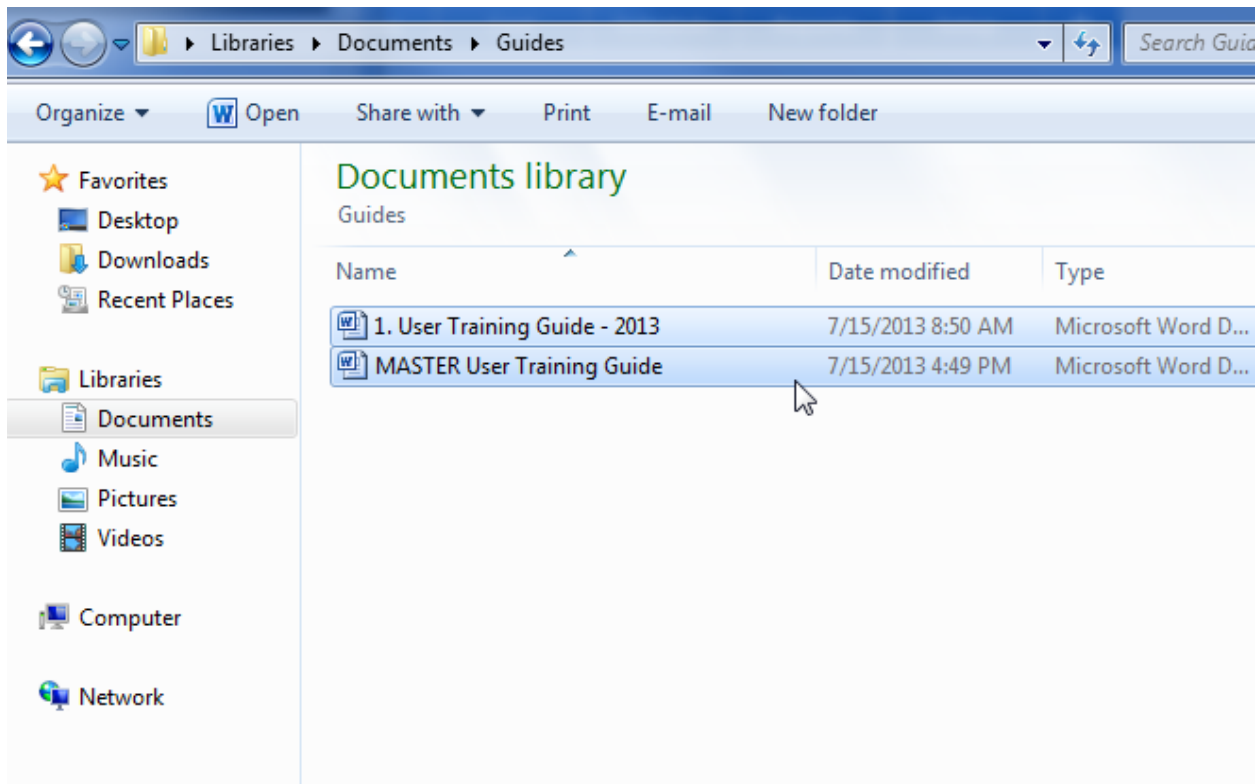 Libraries ▸ Documents ▸ Guides
Search Guid
Organize Open Share with Print E-mail New folder
Favorites
Desktop
Downloads
Recent Places
Libraries
Documents
Music
Pictures
Videos
Computer
Network
Documents library
Guides
Name Date modified Type
1. User Training Guide - 2013 7/15/2013 8:50 AM Microsoft Word D...
MASTER User Training Guide 7/15/2013 4:49 PM Microsoft Word D...